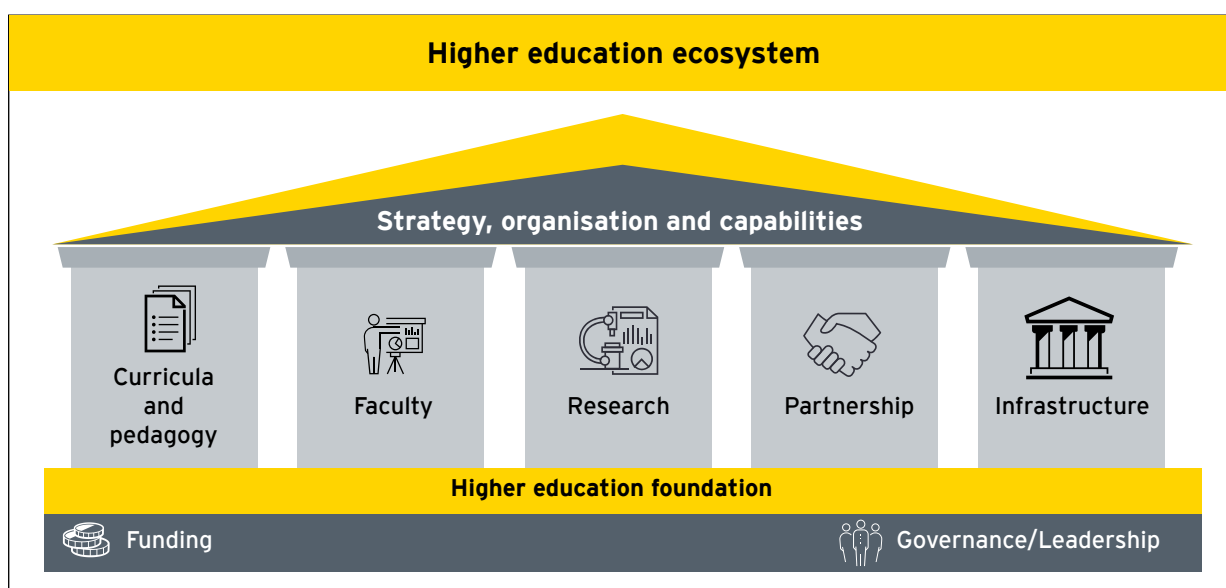 Higher education ecosystem
Strategy, organisation and capabilities
Curricula
and
pedagogy
Faculty
Research
Partnership
Infrastructure
Higher education foundation
Funding
Governance/Leadership